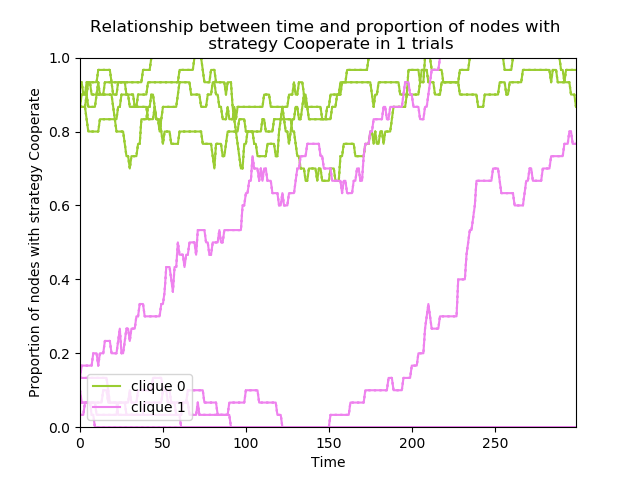 Relationship between time and proportion of nodes with
strategy Cooperate in 1 trials
Proportion of nodes with strategy Cooperate
1.0
0.8
0.6
0.4
0.2
0.0
clique 0
clique 1
0 50 100 150 200 250
Time